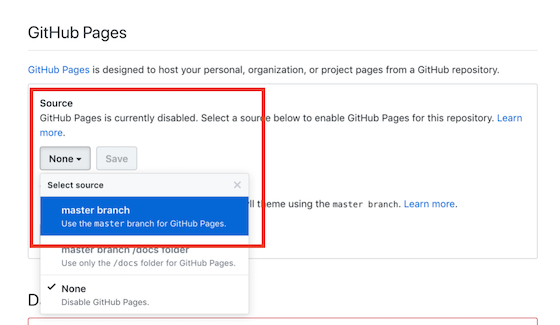 GitHub Pages
GitHub Pages is designed to host your personal, organization, or project pages from a GitHub repository.
Source
GitHub Pages is currently disabled. Select a source below to enable GitHub Pages for this repository. Learn
more.
None
Save
Select source
master branch
Use the master branch for GitHub Pages.
theme using the master branch. Learn more.
master branch /docs folder
Use only the /docs folder for GitHub Pages.
None
Disable GitHub Pages.